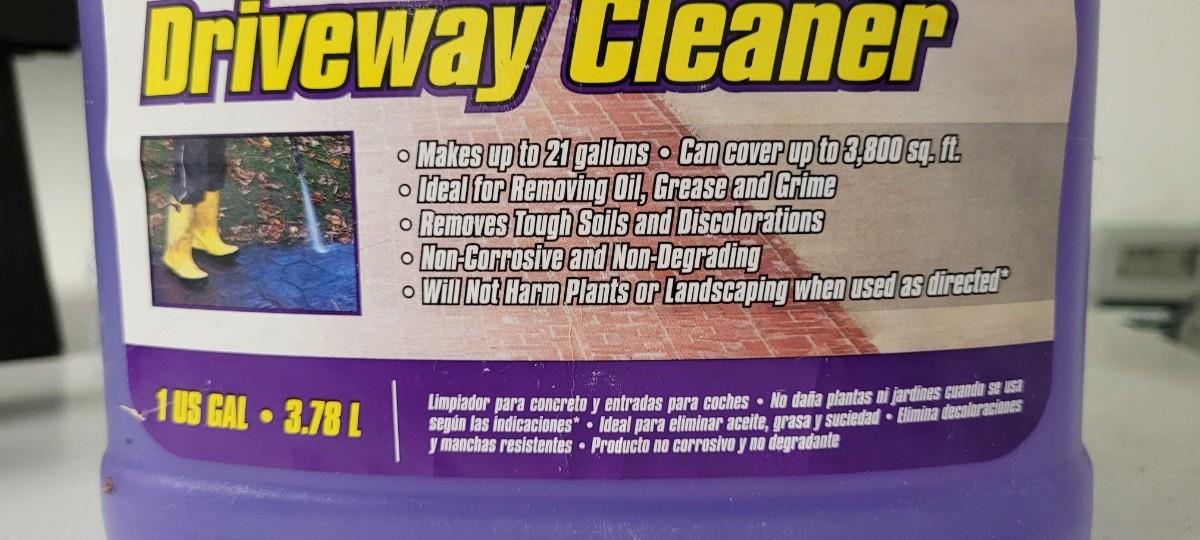 Driveway Cleaner
Makes up to 21 gallons • Can cover up to 3,800 sq. ft.
Ideal for Removing Oil, Grease and Grime
Removes Tough Soils and Discolorations
Non-Corrosive and Non-Degrading
Will Not Harm Plants or Landscaping when used as directed*
1 US GAL • 3.78 L
Limpiador para concreto y entradas para coches • No daña plantas ni jardines cuando se usa
según las indicaciones* • Ideal para eliminar aceite, grasa y suciedad • Elimina decoloraciones
y manchas resistentes • Producto no corrosivo y no degradante